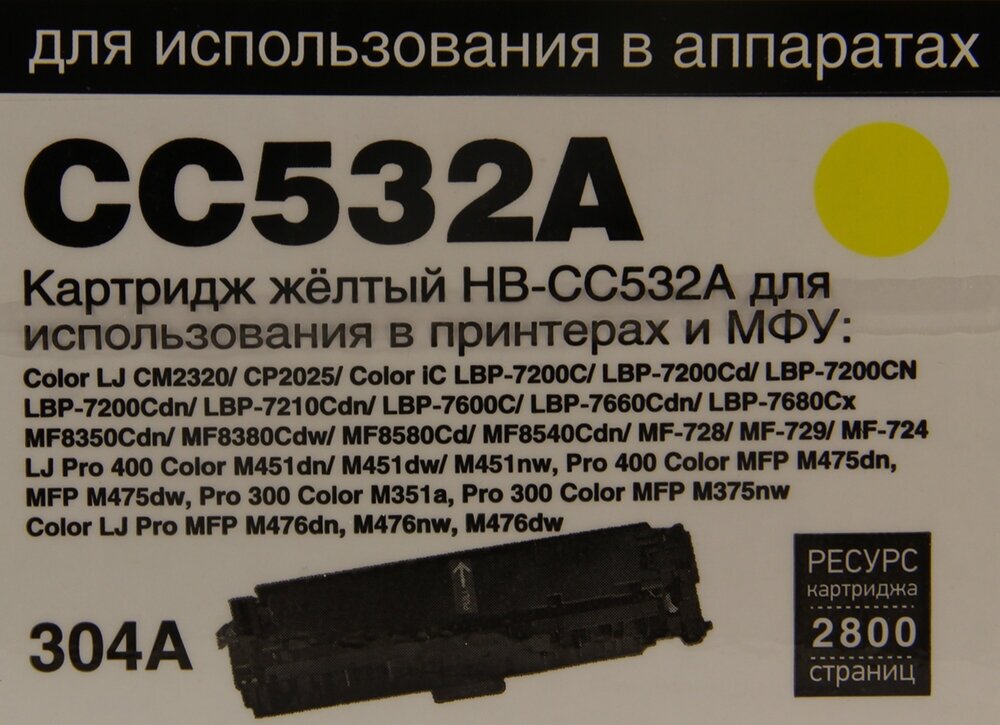 для использования в аппаратах
CC532A
Картридж жёлтый HB-CC532A для
использования в принтерах и МФУ:
Color LJ CM2320/ CP2025/ Color iC LBP-7200C/ LBP-7200Cd/ LBP-7200CN
LBP-7200Cdn/ LBP-7210Cdn/ LBP-7600C/ LBP-7660Cdn/ LBP-7680Cx
MF8350Cdn/ MF8380Cdw/ MF8580Cd/ MF8540Cdn/ MF-728/ MF-729/ MF-724
LJ Pro 400 Color M451dn/ M451dw/ M451nw, Pro 400 Color MFP M475dn,
MFP M475dw, Pro 300 Color M351a, Pro 300 Color MFP M375nw
Color LJ Pro MFP M476dn, M476nw, M476dw
PULL
304A
РЕСУРС
картриджа
2800
страниц